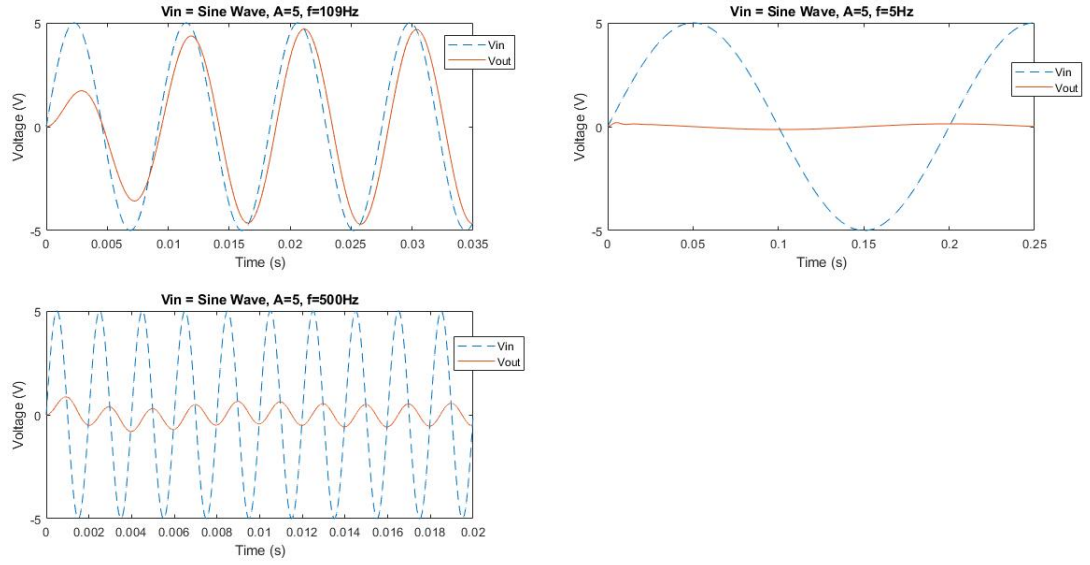 Vin = Sine Wave, A=5, f=109Hz
Voltage (V)
5
0
-5
0
0.005
0.01
0.015
0.02
0.025
0.03
0.035
Time (s)
Vin
Vout
Vin = Sine Wave, A=5, f=5Hz
Voltage (V)
5
0
-5
0
0.05
0.1
0.15
0.2
0.25
Time (s)
Vin
Vout
Vin = Sine Wave, A=5, f=500Hz
Voltage (V)
5
0
-5
0
0.002
0.004
0.006
0.008
0.01
0.012
0.014
0.016
0.018
0.02
Time (s)
Vin
Vout